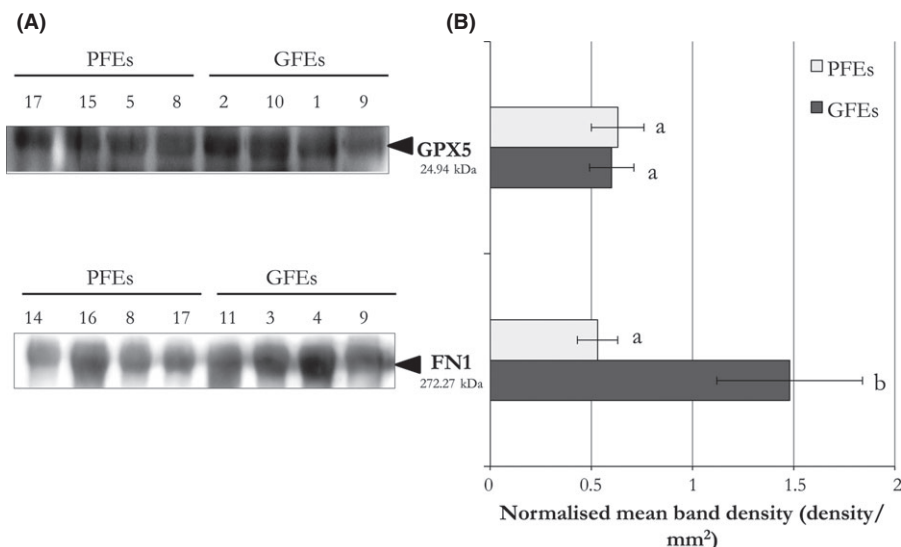 (A)
PFEs GFEs
17 15 5 8 2 10 1 9
GPX5
24.94 kDa
PFEs GFEs
14 16 8 17 11 3 4 9
FN1
272.27 kDa
(B)
PFEs
GFEs
a
a
a
b
0 0.5 1 1.5 2
Normalised mean band density (density/
mm²)